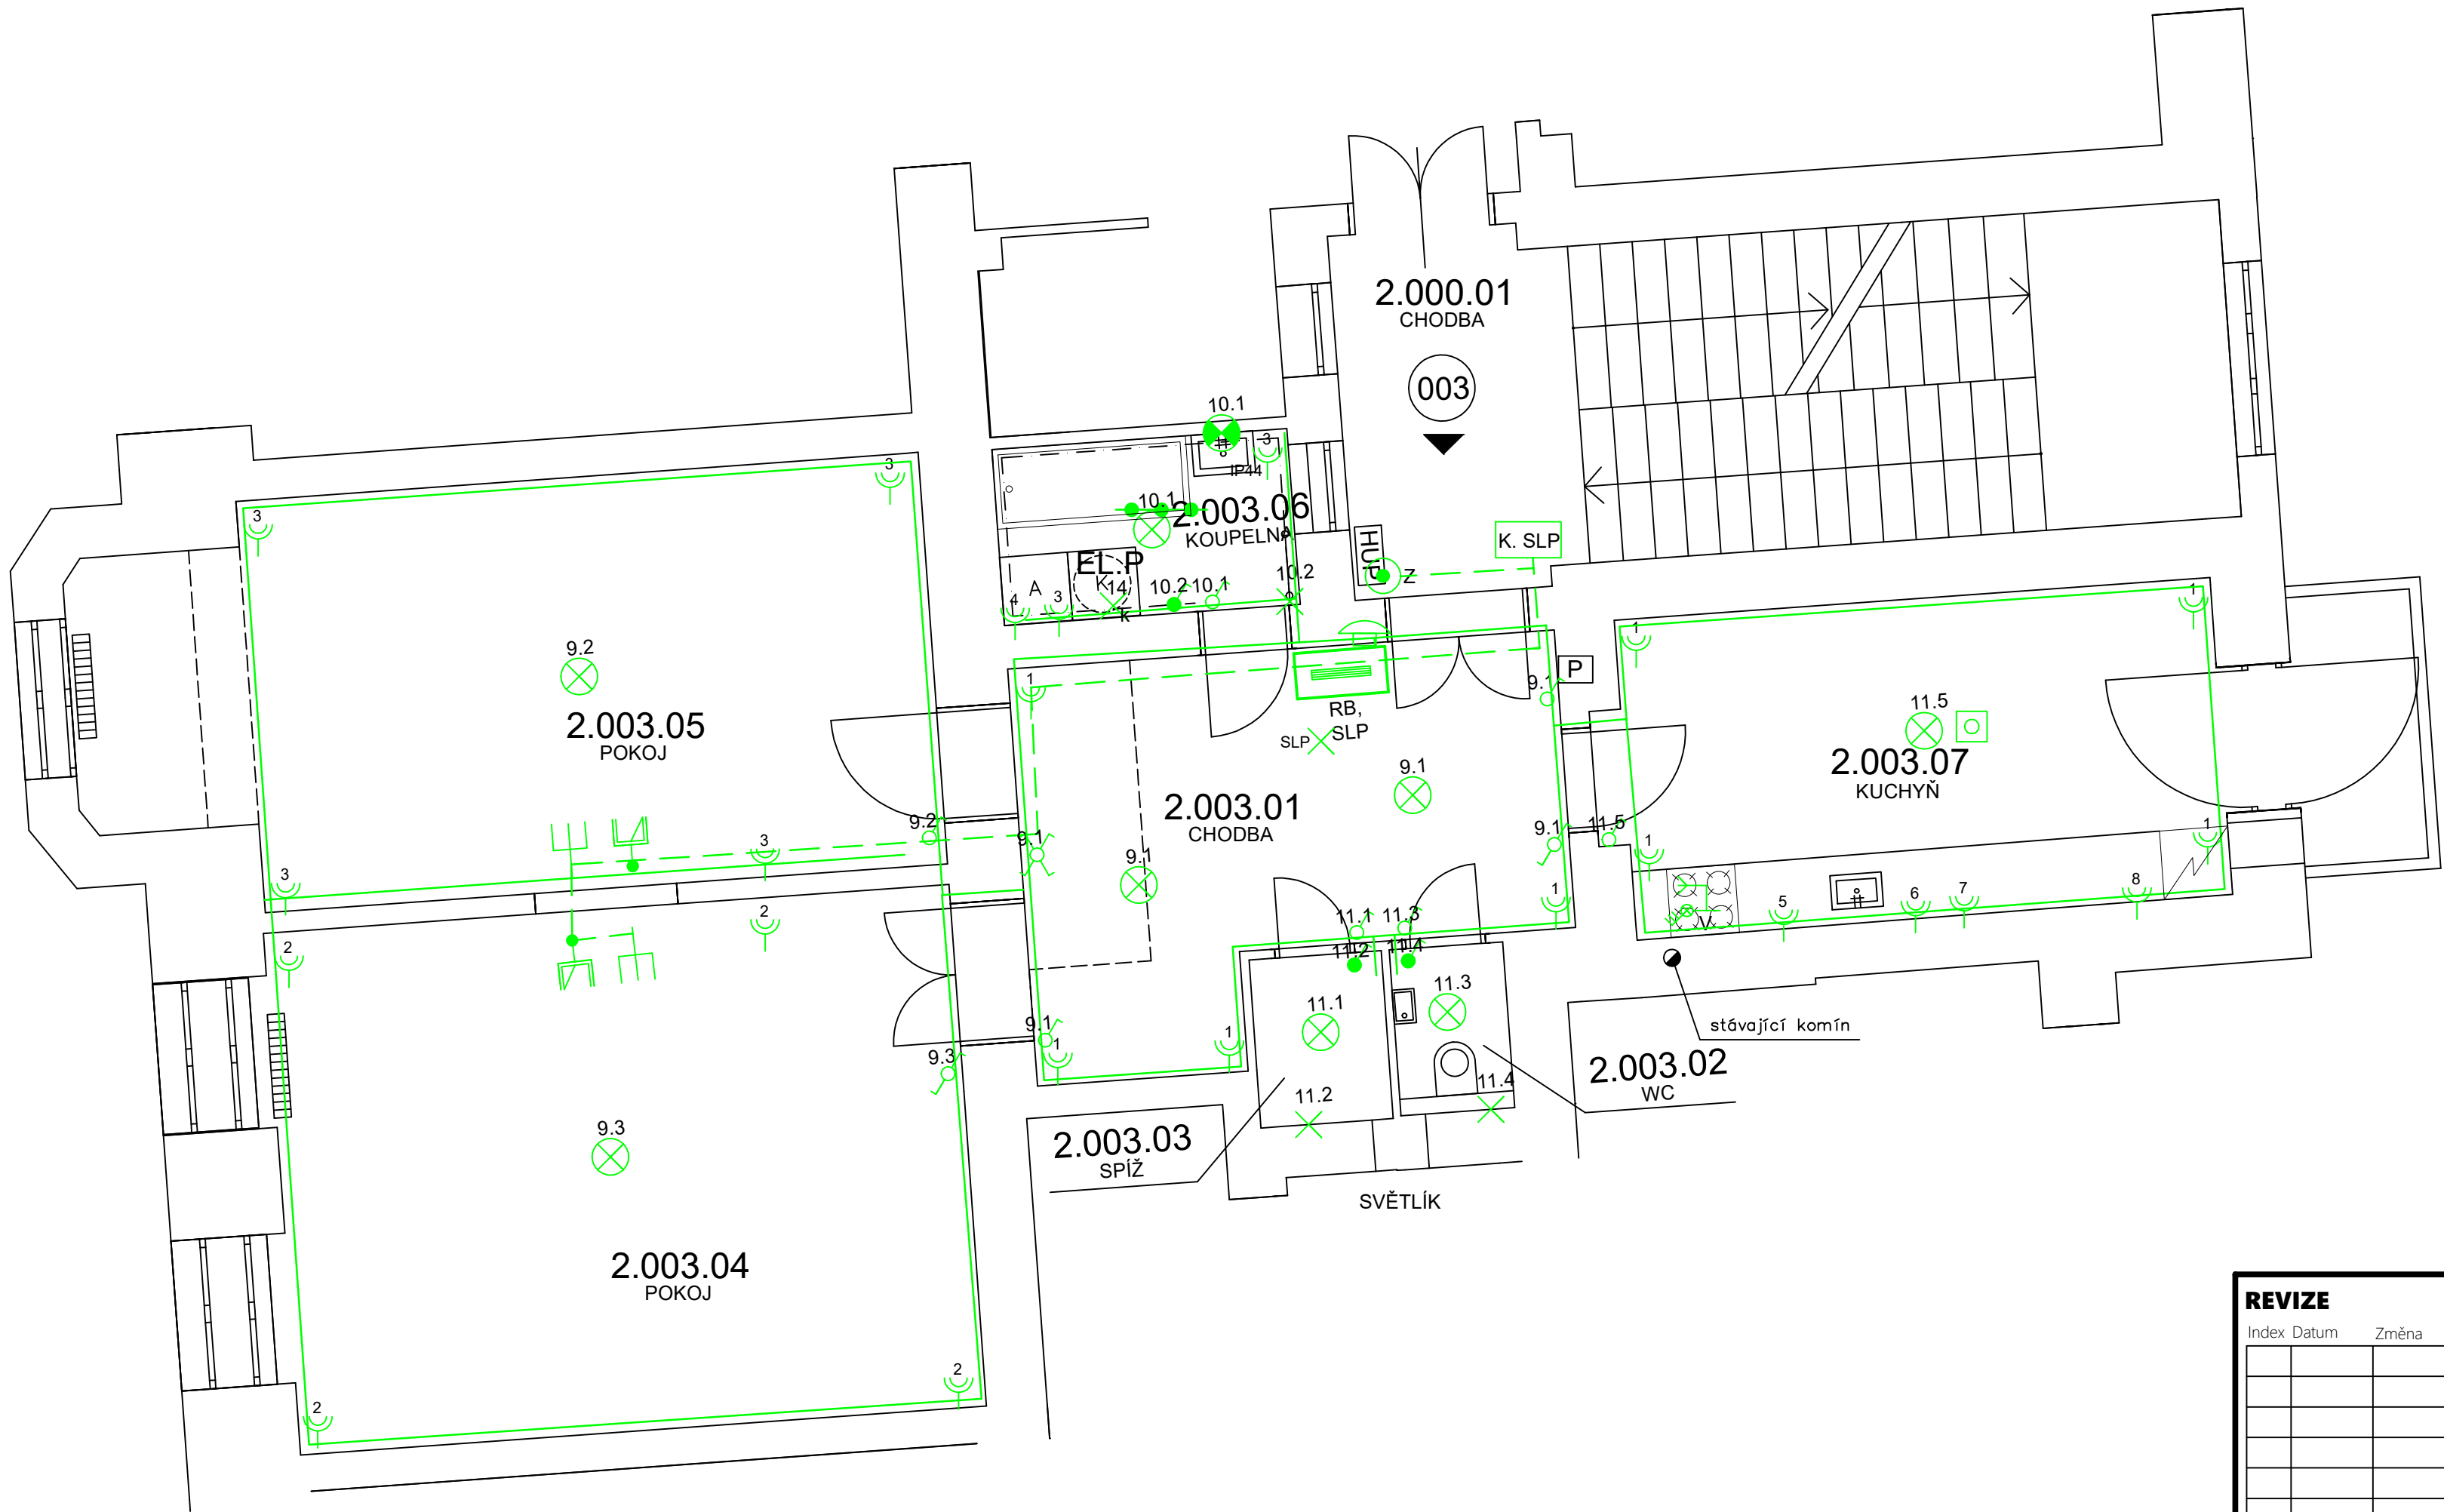 2.000.01
CHODBA
003
10.1
3
IP44
10.1
2.003.06
KOUPELNA
EL.P
A
K
14
k
4
3
10.2
10.1
10.2
HUP
Z
K. SLP
3
3
9.2
2.003.05
POKOJ
3
3
9.2
1
RB,
SLP
SLP
9.1
P
9.1
2.003.01
CHODBA
9.1
9.1
9.1
11.5
1
1
1
11.5
2.003.07
KUCHYŇ
1
1
5
6
7
8
V
stávající komín
2
2
11.1
11.3
11.2
11.4
11.1
11.3
11.2
11.4
9.1
1
1
9.3
2.003.02
WC
2.003.03
SPÍŽ
SVĚTLÍK
9.3
2.003.04
POKOJ
2
2
REVIZE
Index Datum Změna